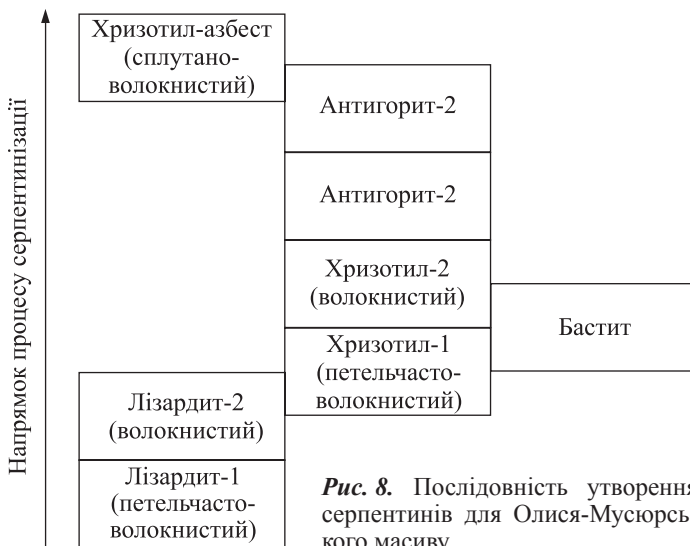 Напрямок процесу серпентинізації
Хризотил-азбест
(сплутано-
волокнистий)
Антигорит-2
Антигорит-2
Хризотил-2
(волокнистий)
Бастит
Хризотил-1
(петельчасто-
волокнистий)
Лізардит-2
(волокнистий)
Лізардит-1
(петельчасто-
волокнистий)
Рис. 8. Послідовність утворення
серпентинів для Олися-Мусюрсь-
кого масиву